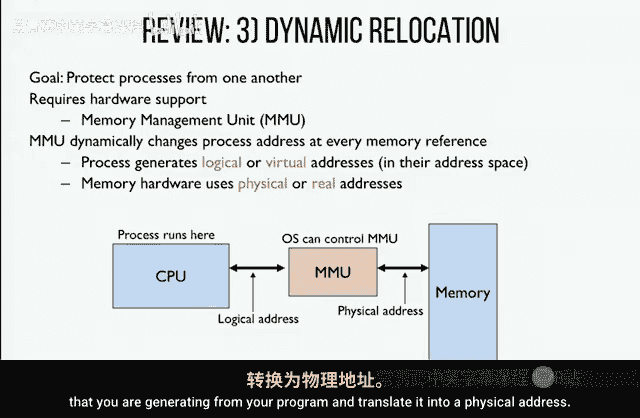 REVIEW: 3) DYNAMIC RELOCATION
Goal: Protect processes from one another
Requires hardware support
– Memory Management Unit (MMU)
MMU dynamically changes process address at every memory reference
– Process generates logical or virtual addresses (in their address space)
– Memory hardware uses physical or real addresses
Process runs here
OS can control MMU
CPU
MMU
Memory
Logical address
Physical address
转换为物理地址。
that you are generating from your program and translate it into a physical address.